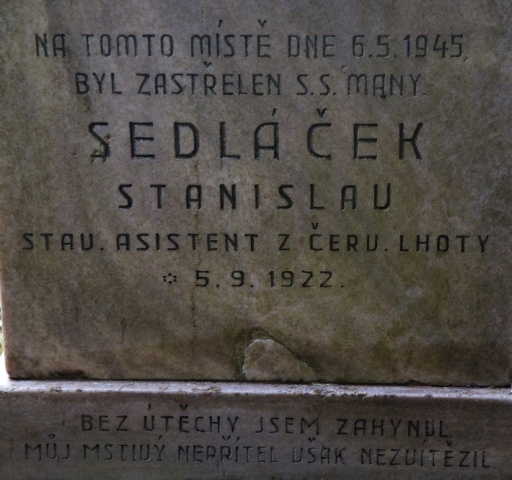 NA TOMTO MÍSTĚ DNE 6.5.1945.
BYL ZASTŘELEN S.S. MANY.
SEDLÁČEK
STANISLAV
STAV. ASISTENT Z ČERV. LHOTY
✡ 5.9.1922.
BEZ ÚTĚCHY JSEM ZAHYNUL,
MŮJ MSTIVÝ NEPŘÍTEL VŠAK NEZVÍTĚZIL